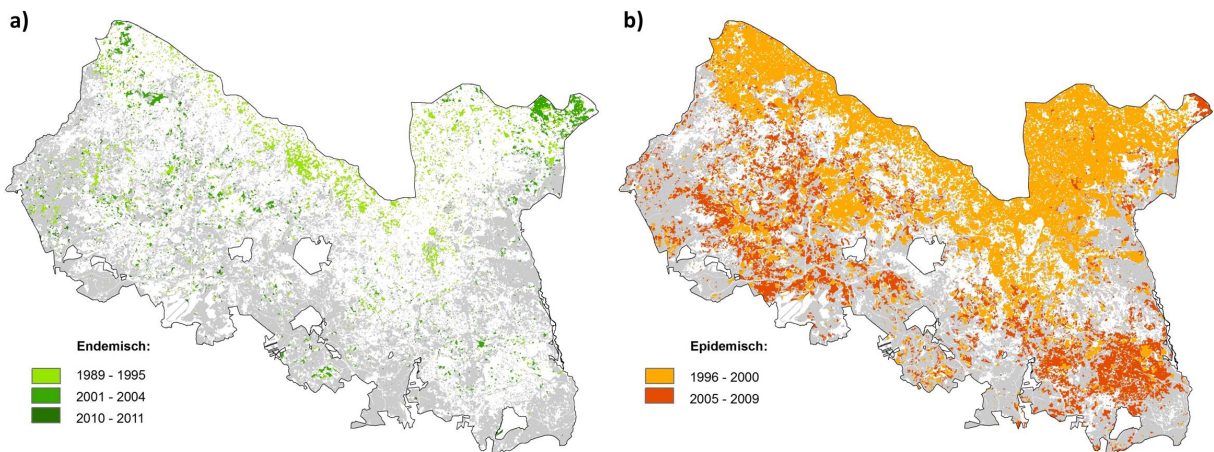 a)
Endemisch:
1989 - 1995
2001 - 2004
2010 - 2011
b)
Epidemisch:
1996 - 2000
2005 - 2009